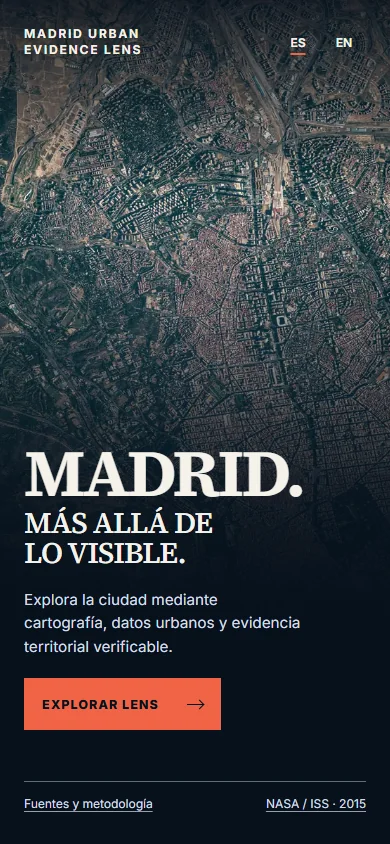 MADRID URBAN
EVIDENCE LENS
ES EN
MADRID.
MÁS ALLÁ DE
LO VISIBLE.
Explora la ciudad mediante
cartografía, datos urbanos y evidencia
territorial verificable.
EXPLORAR LENS →
Fuentes y metodología
NASA / ISS · 2015